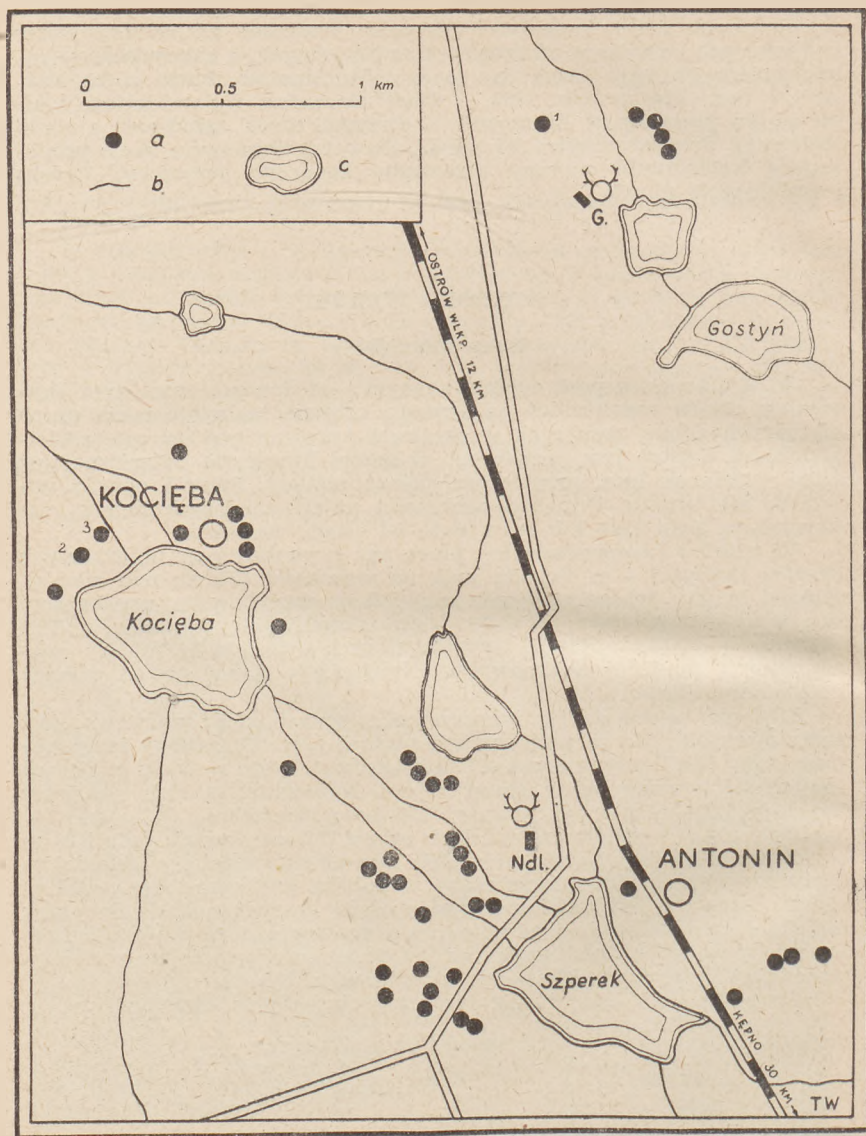 0 0.5 1 km
a
b
c
1
G.
OSTRÓW WLKP. 12 KM
Gostyń
KOCIĘBA
3
2
Kocięba
Ndl.
ANTONIN
Szperek
KĘPNO 30 KM
TW